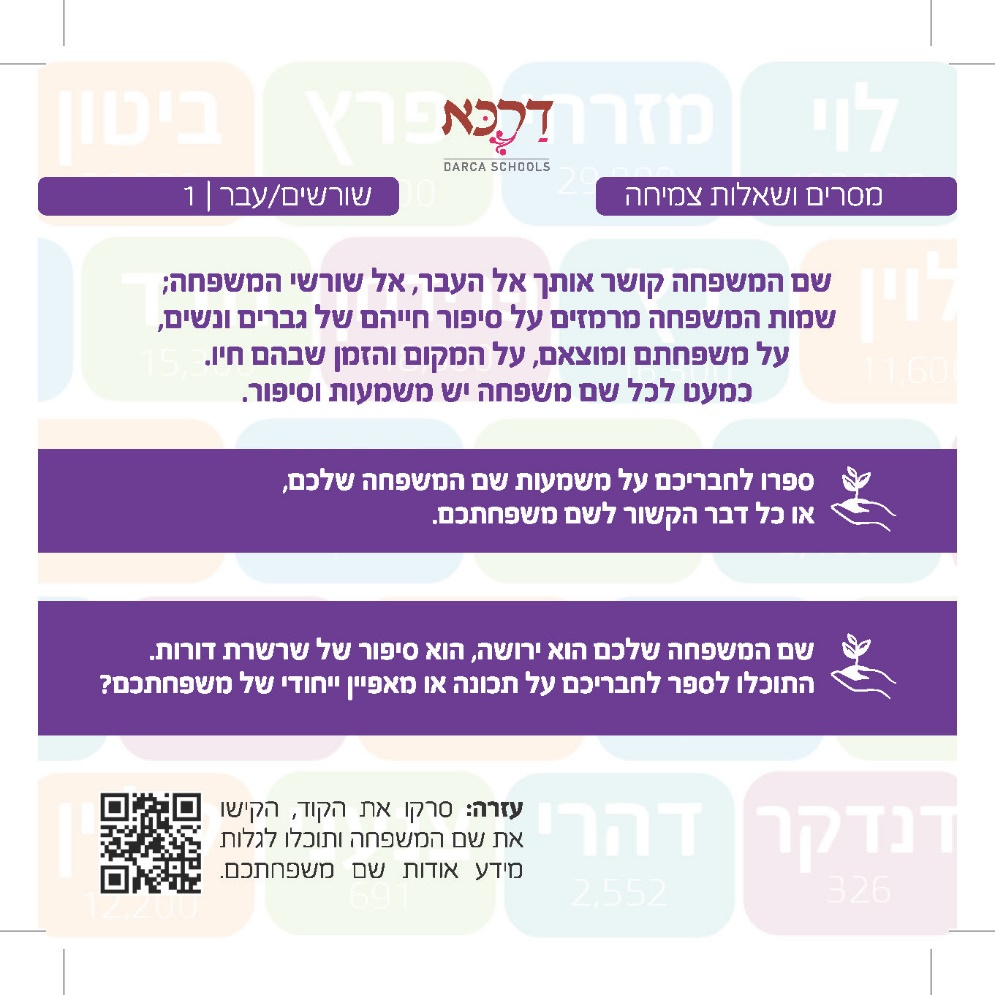 ביטון
פרץ
מזרחי
לוי
דרכא
DARCA SCHOOLS
מסרים ושאלות צמיחה
שורשים/עבר | 1
שם המשפחה קושר אותך אל העבר, אל שורשי המשפחה;
שמות המשפחה מרמזים על סיפור חייהם של גברים ונשים,
על משפחתם ומוצאם, על המקום והזמן שבהם חיו.
כמעט לכל שם משפחה יש משמעות וסיפור.
לוין
11,600
ספרו לחבריכם על משמעות שם המשפחה שלכם,
או כל דבר הקשור לשם משפחתכם.
שם המשפחה שלכם הוא ירושה, הוא סיפור של שרשרת דורות.
התוכלו לספר לחבריכם על תכונה או מאפיין ייחודי של משפחתכם?
עזרה: סרקו את הקוד, הקישו
את שם המשפחה ותוכלו לגלות
מידע אודות שם משפחתכם.
דנדקר
326
דהרי
2,552
691
12,200